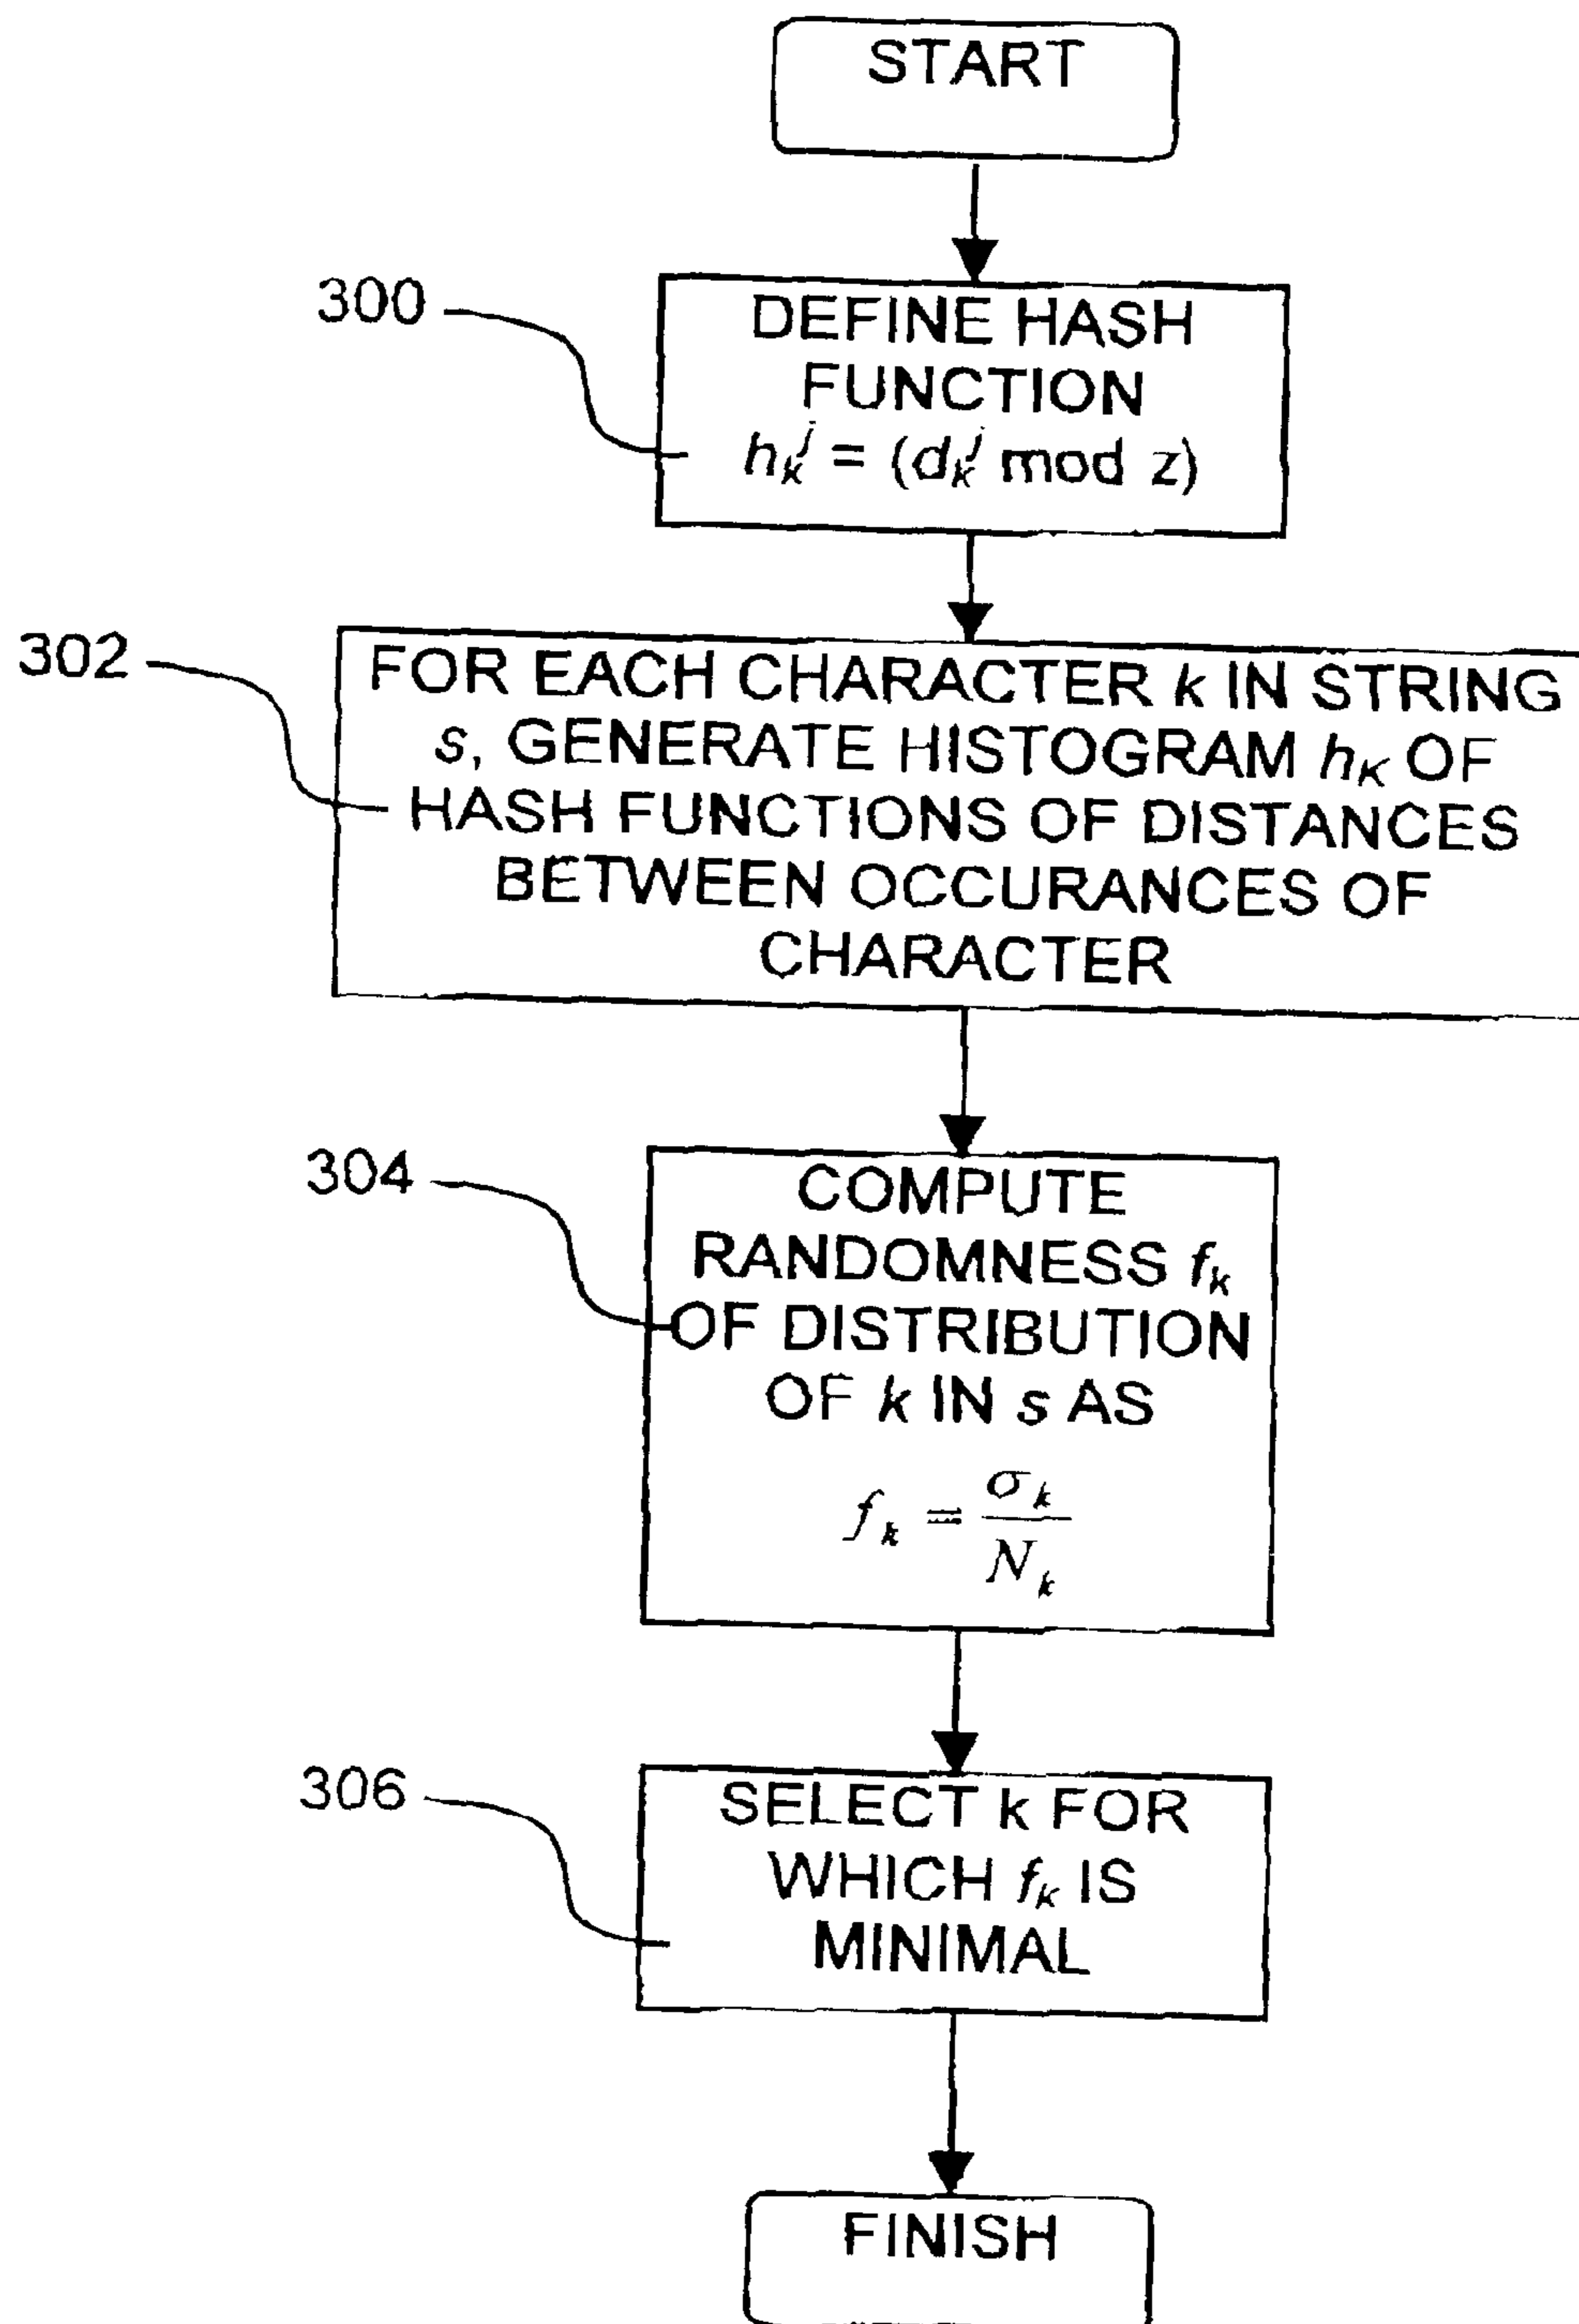 START
300
DEFINE HASH
FUNCTION
h_k^j = (d_k^j mod z)
302
FOR EACH CHARACTER k IN STRING
s, GENERATE HISTOGRAM h_K OF
HASH FUNCTIONS OF DISTANCES
BETWEEN OCCURANCES OF
CHARACTER
304
COMPUTE
RANDOMNESS f_k
OF DISTRIBUTION
OF k IN s AS
f_k = σ_k / N_k
306
SELECT k FOR
WHICH f_k IS
MINIMAL
FINISH